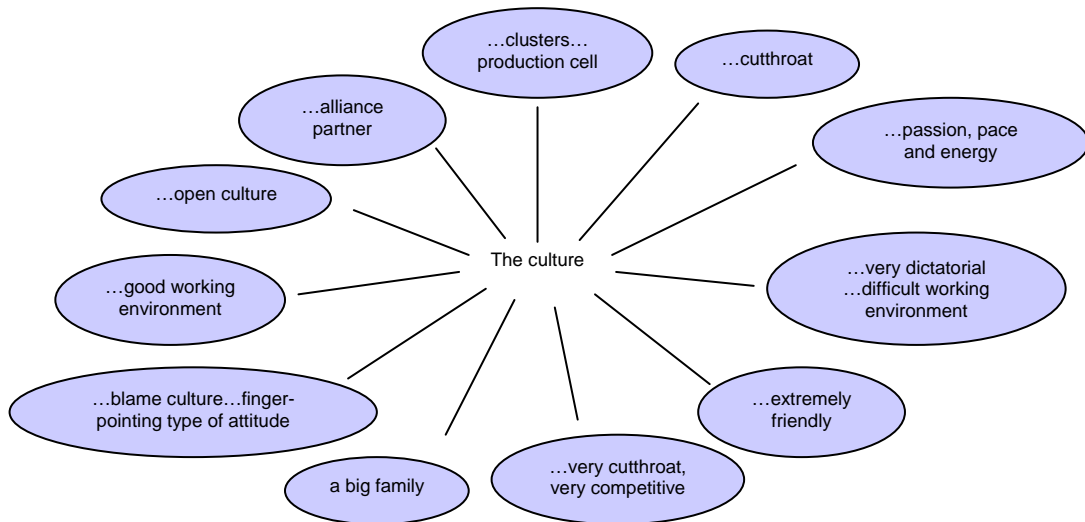 …clusters…
production cell
…cutthroat
…alliance
partner
…passion, pace
and energy
…open culture
The culture
…very dictatorial
…difficult working
environment
…good working
environment
…blame culture…finger-
pointing type of attitude
…extremely
friendly
a big family
…very cutthroat,
very competitive